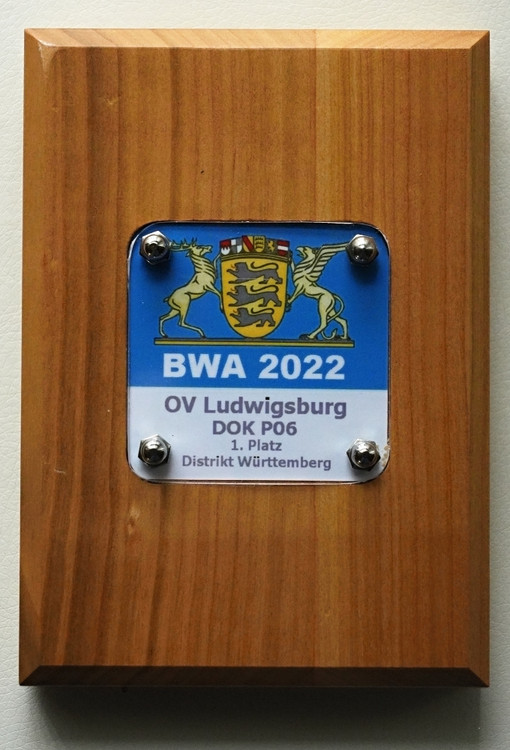 BWA 2022
OV Ludwigsburg
DOK P06
1. Platz
Distrikt Württemberg